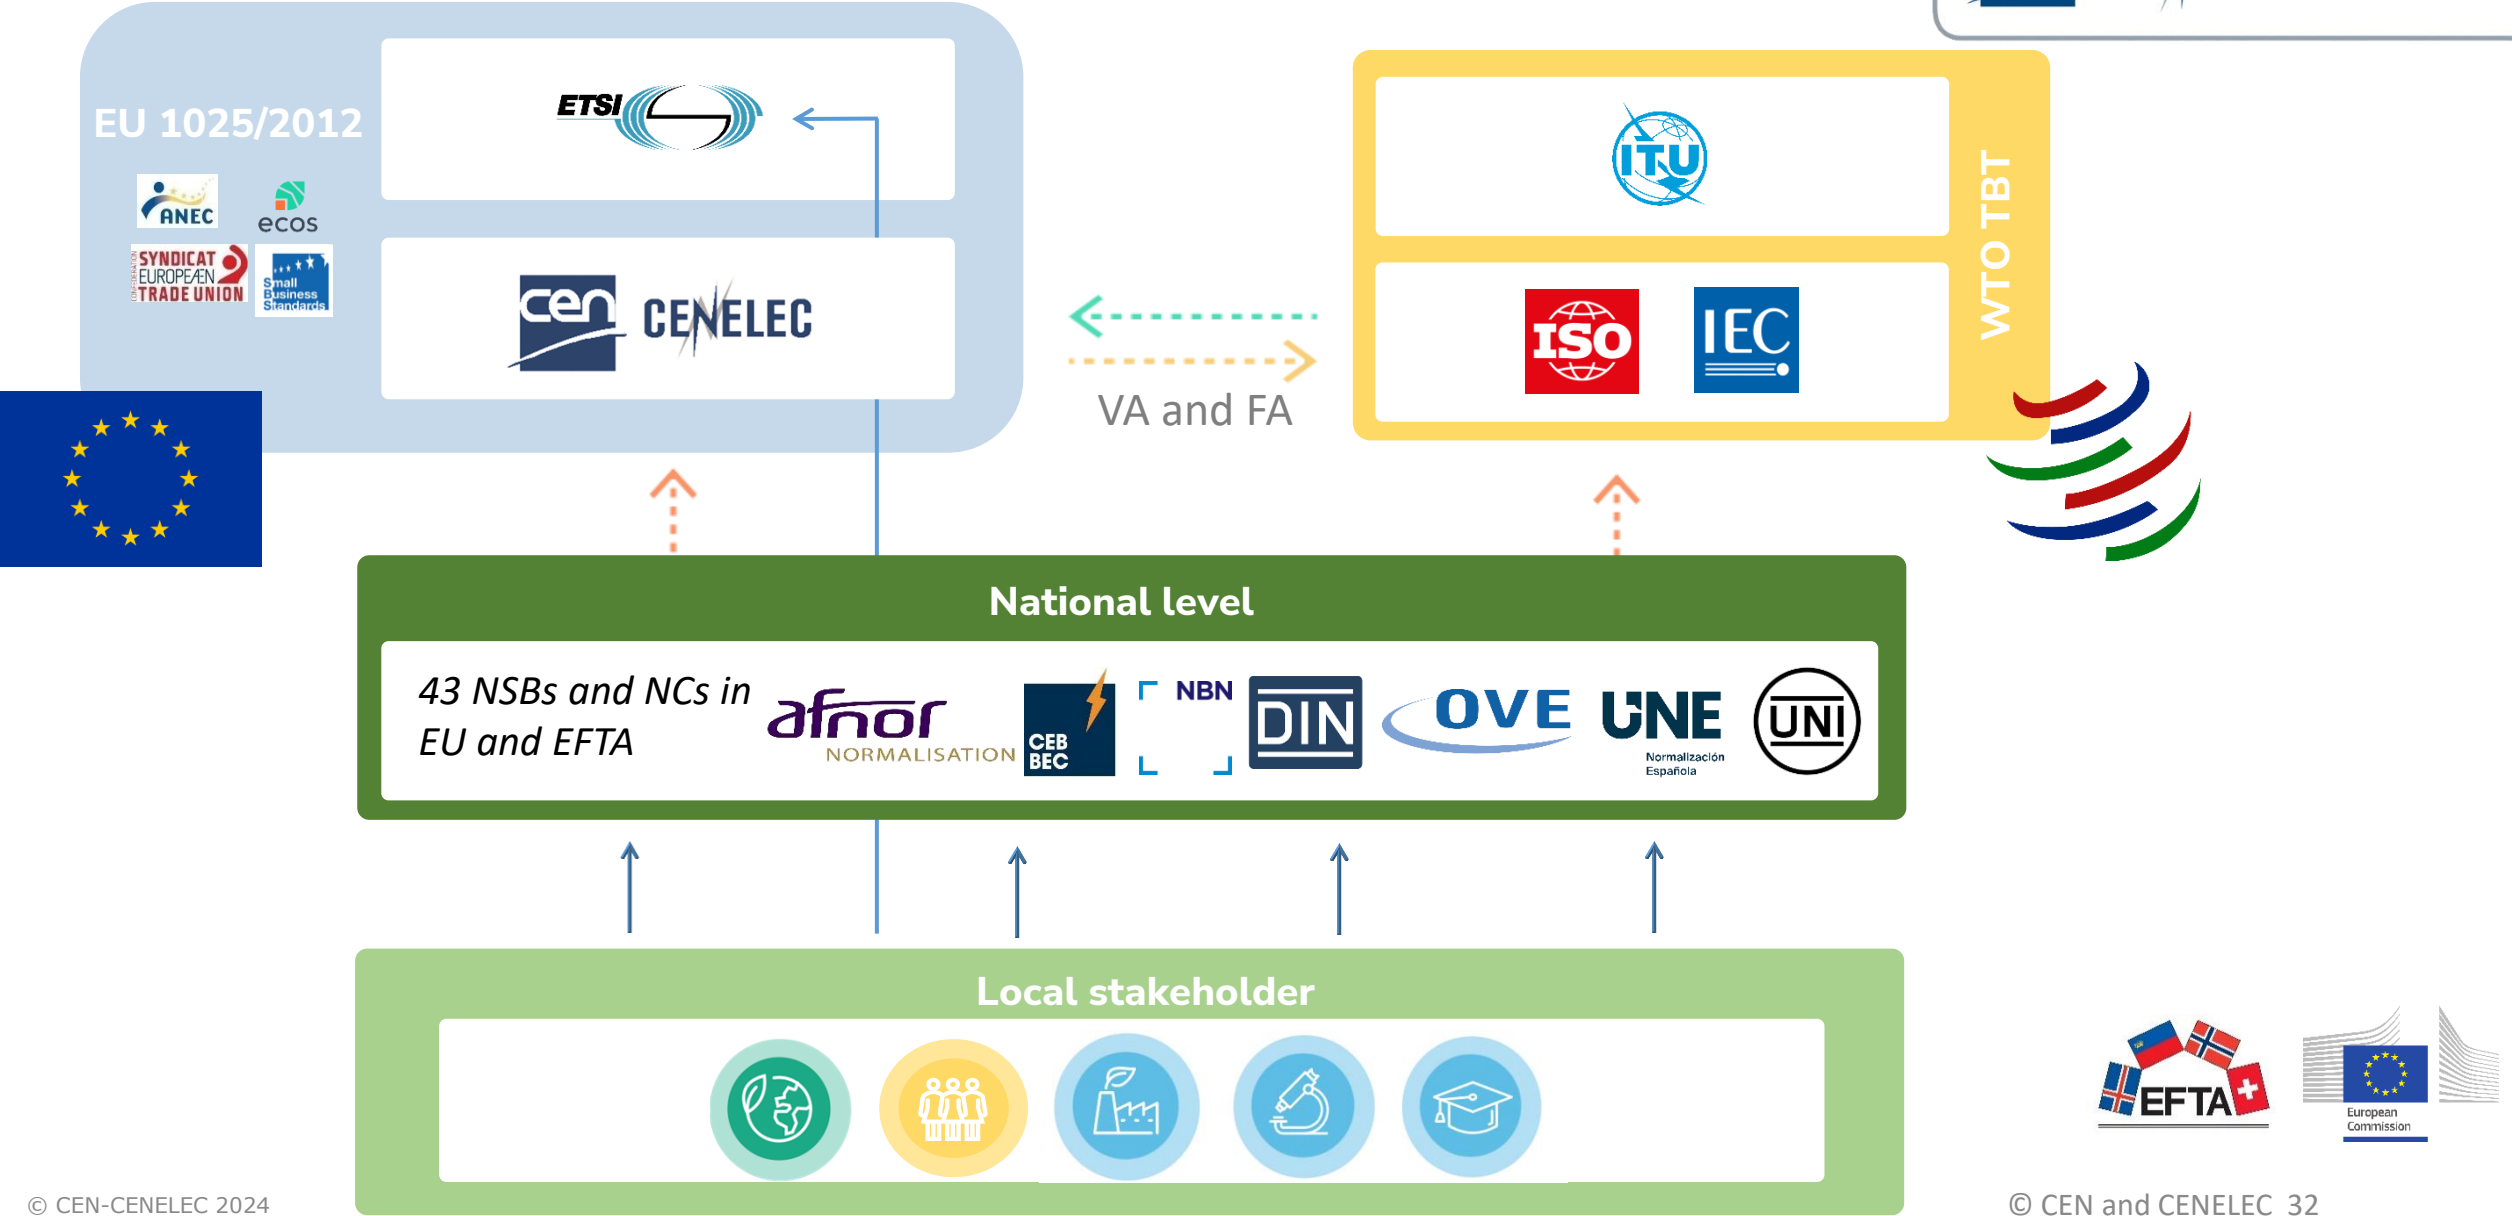 EU 1025/2012
ETSI
ANEC
ecos
CONFEDERATION
SYNDICAT
EUROPEÆN
TRADE UNION
Small
Business
Standards
cen
CENELEC
VA and FA
ITU
ISO
IEC
WTO TBT
National level
43 NSBs and NCs in
EU and EFTA
afnor
NORMALISATION
CEB
BEC
NBN
DIN
OVE
UNE
Normalización
Española
UNI
Local stakeholder
EFTA
European
Commission
© CEN-CENELEC 2024
© CEN and CENELEC 32